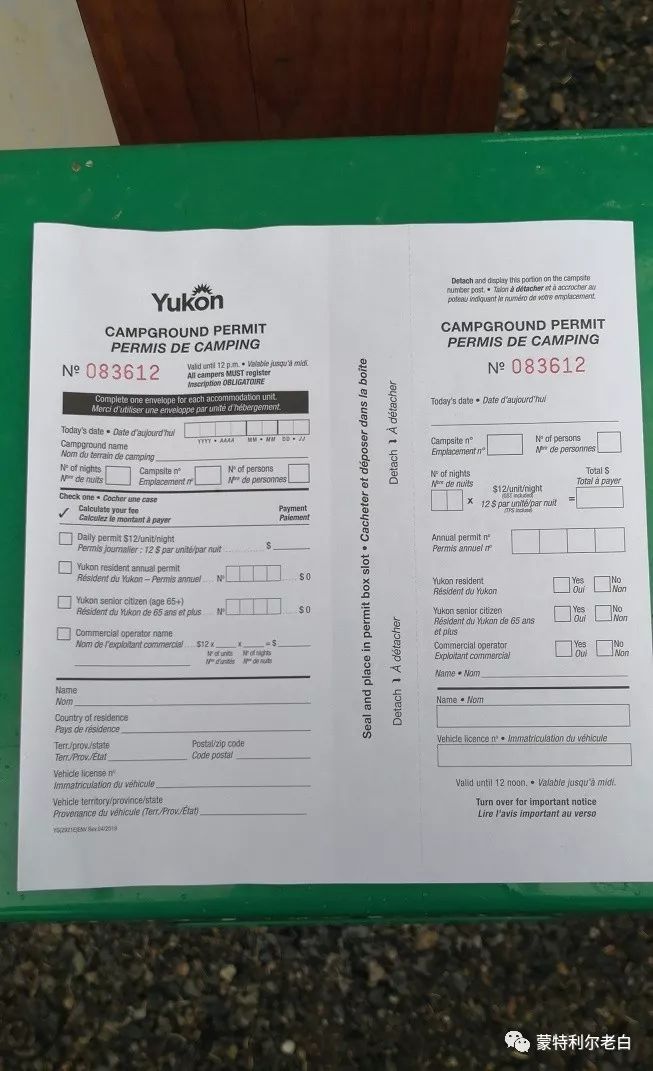 Yukon
CAMPGROUND PERMIT
PERMIS DE CAMPING
Nº 083612
Valid until 12 p.m. • Valable jusqu'à midi.
All campers MUST register
Inscription OBLIGATOIRE
Complete one envelope for each accommodation unit.
Merci d'utiliser une enveloppe par unité d'hébergement.
Today's date • Date d'aujourd'hui
YYYY • AAAA MM • MM DD • JJ
Campground name
Nom du terrain de camping
Nº of nights
Nbre de nuits
Campsite nº
Emplacement nº
Nº of persons
Nbre de personnes
Check one • Cocher une case
✓ Calculate your fee
Calculez le montant à payer
Payment
Paiement
Daily permit $12/unit/night
Permis journalier : 12 $ par unité/par nuit $
Yukon resident annual permit
Résident du Yukon – Permis annuel Nº $ 0
Yukon senior citizen (age 65+)
Résident du Yukon de 65 ans et plus Nº $ 0
Commercial operator name
Nom de l'exploitant commercial $12 x x = $
Nº of units Nº of nights
Nbre d'unités Nbre de nuits
Name
Nom
Country of residence
Pays de résidence
Terr./prov./state
Terr./Prov./État
Postal/zip code
Code postal
Vehicle license nº
Immatriculation du véhicule
Vehicle territory/province/state
Provenance du véhicule (Terr./Prov./État)
YG(2921E)ENV Rev.04/2019
Seal and place in permit box slot • Cacheter et déposer dans la boîte
Detach À détacher
Detach À détacher
Detach and display this portion on the campsite
number post. • Talon à détacher et à accrocher au
poteau indiquant le numéro de votre emplacement.
CAMPGROUND PERMIT
PERMIS DE CAMPING
Nº 083612
Today's date • Date d'aujourd'hui
Campsite nº
Emplacement nº
Nº of persons
Nbre de personnes
Nº of nights
Nbre de nuits
x
$12/unit/night
(GST included)
12 $ par unité/par nuit
(TPS incluse)
=
Total $
Total à payer
Annual permit nº
Permis annuel nº
Yukon resident
Résident du Yukon
Yes
Oui
No
Non
Yukon senior citizen
Résident du Yukon de 65 ans
et plus
Yes
Oui
No
Non
Commercial operator
Exploitant commercial
Yes
Oui
No
Non
Name • Nom
Name • Nom
Vehicle licence nº • Immatriculation du véhicule
Valid until 12 noon. • Valable jusqu'à midi.
Turn over for important notice
Lire l'avis important au verso
蒙特利尔老白